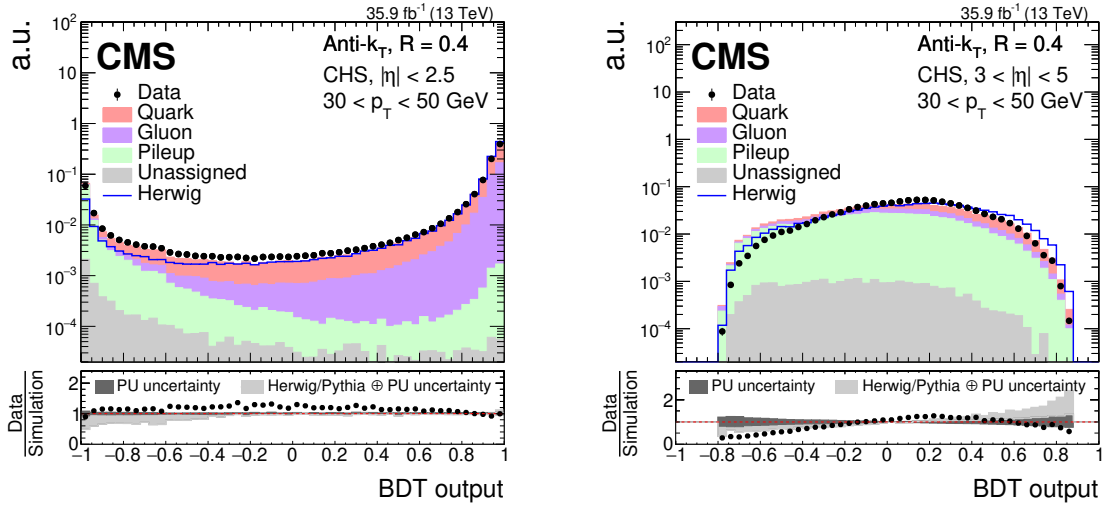 35.9 fb⁻¹ (13 TeV)
a.u.
CMS
Anti-k_T, R = 0.4
CHS, |η| < 2.5
30 < p_T < 50 GeV
Data
Quark
Gluon
Pileup
Unassigned
Herwig
10²
10
1
10⁻¹
10⁻²
10⁻³
10⁻⁴
Data
Simulation
PU uncertainty
Herwig/Pythia ⊕ PU uncertainty
2
1
0
−1 −0.8 −0.6 −0.4 −0.2 0 0.2 0.4 0.6 0.8 1
BDT output
35.9 fb⁻¹ (13 TeV)
a.u.
CMS
Anti-k_T, R = 0.4
CHS, 3 < |η| < 5
30 < p_T < 50 GeV
Data
Quark
Gluon
Pileup
Unassigned
Herwig
10²
10
1
10⁻¹
10⁻²
10⁻³
10⁻⁴
Data
Simulation
PU uncertainty
Herwig/Pythia ⊕ PU uncertainty
2
1
0
−1 −0.8 −0.6 −0.4 −0.2 0 0.2 0.4 0.6 0.8 1
BDT output